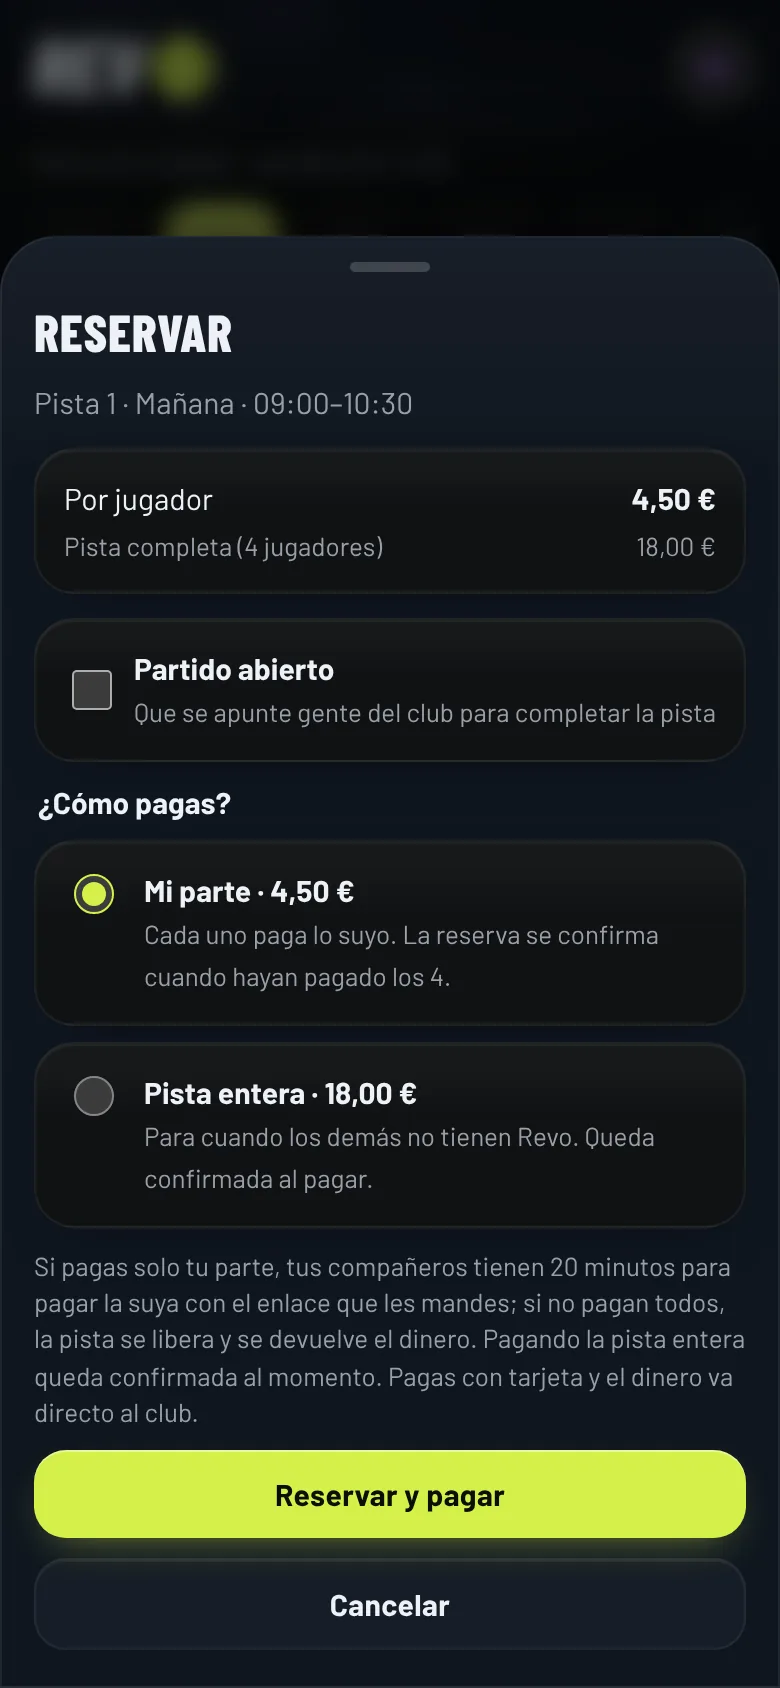 RESERVAR
Pista 1 · Mañana · 09:00–10:30
Por jugador 4,50 €
Pista completa (4 jugadores) 18,00 €
Partido abierto
Que se apunte gente del club para completar la pista
¿Cómo pagas?
Mi parte · 4,50 €
Cada uno paga lo suyo. La reserva se confirma
cuando hayan pagado los 4.
Pista entera · 18,00 €
Para cuando los demás no tienen Revo. Queda
confirmada al pagar.
Si pagas solo tu parte, tus compañeros tienen 20 minutos para
pagar la suya con el enlace que les mandes; si no pagan todos,
la pista se libera y se devuelve el dinero. Pagando la pista entera
queda confirmada al momento. Pagas con tarjeta y el dinero va
directo al club.
Reservar y pagar
Cancelar